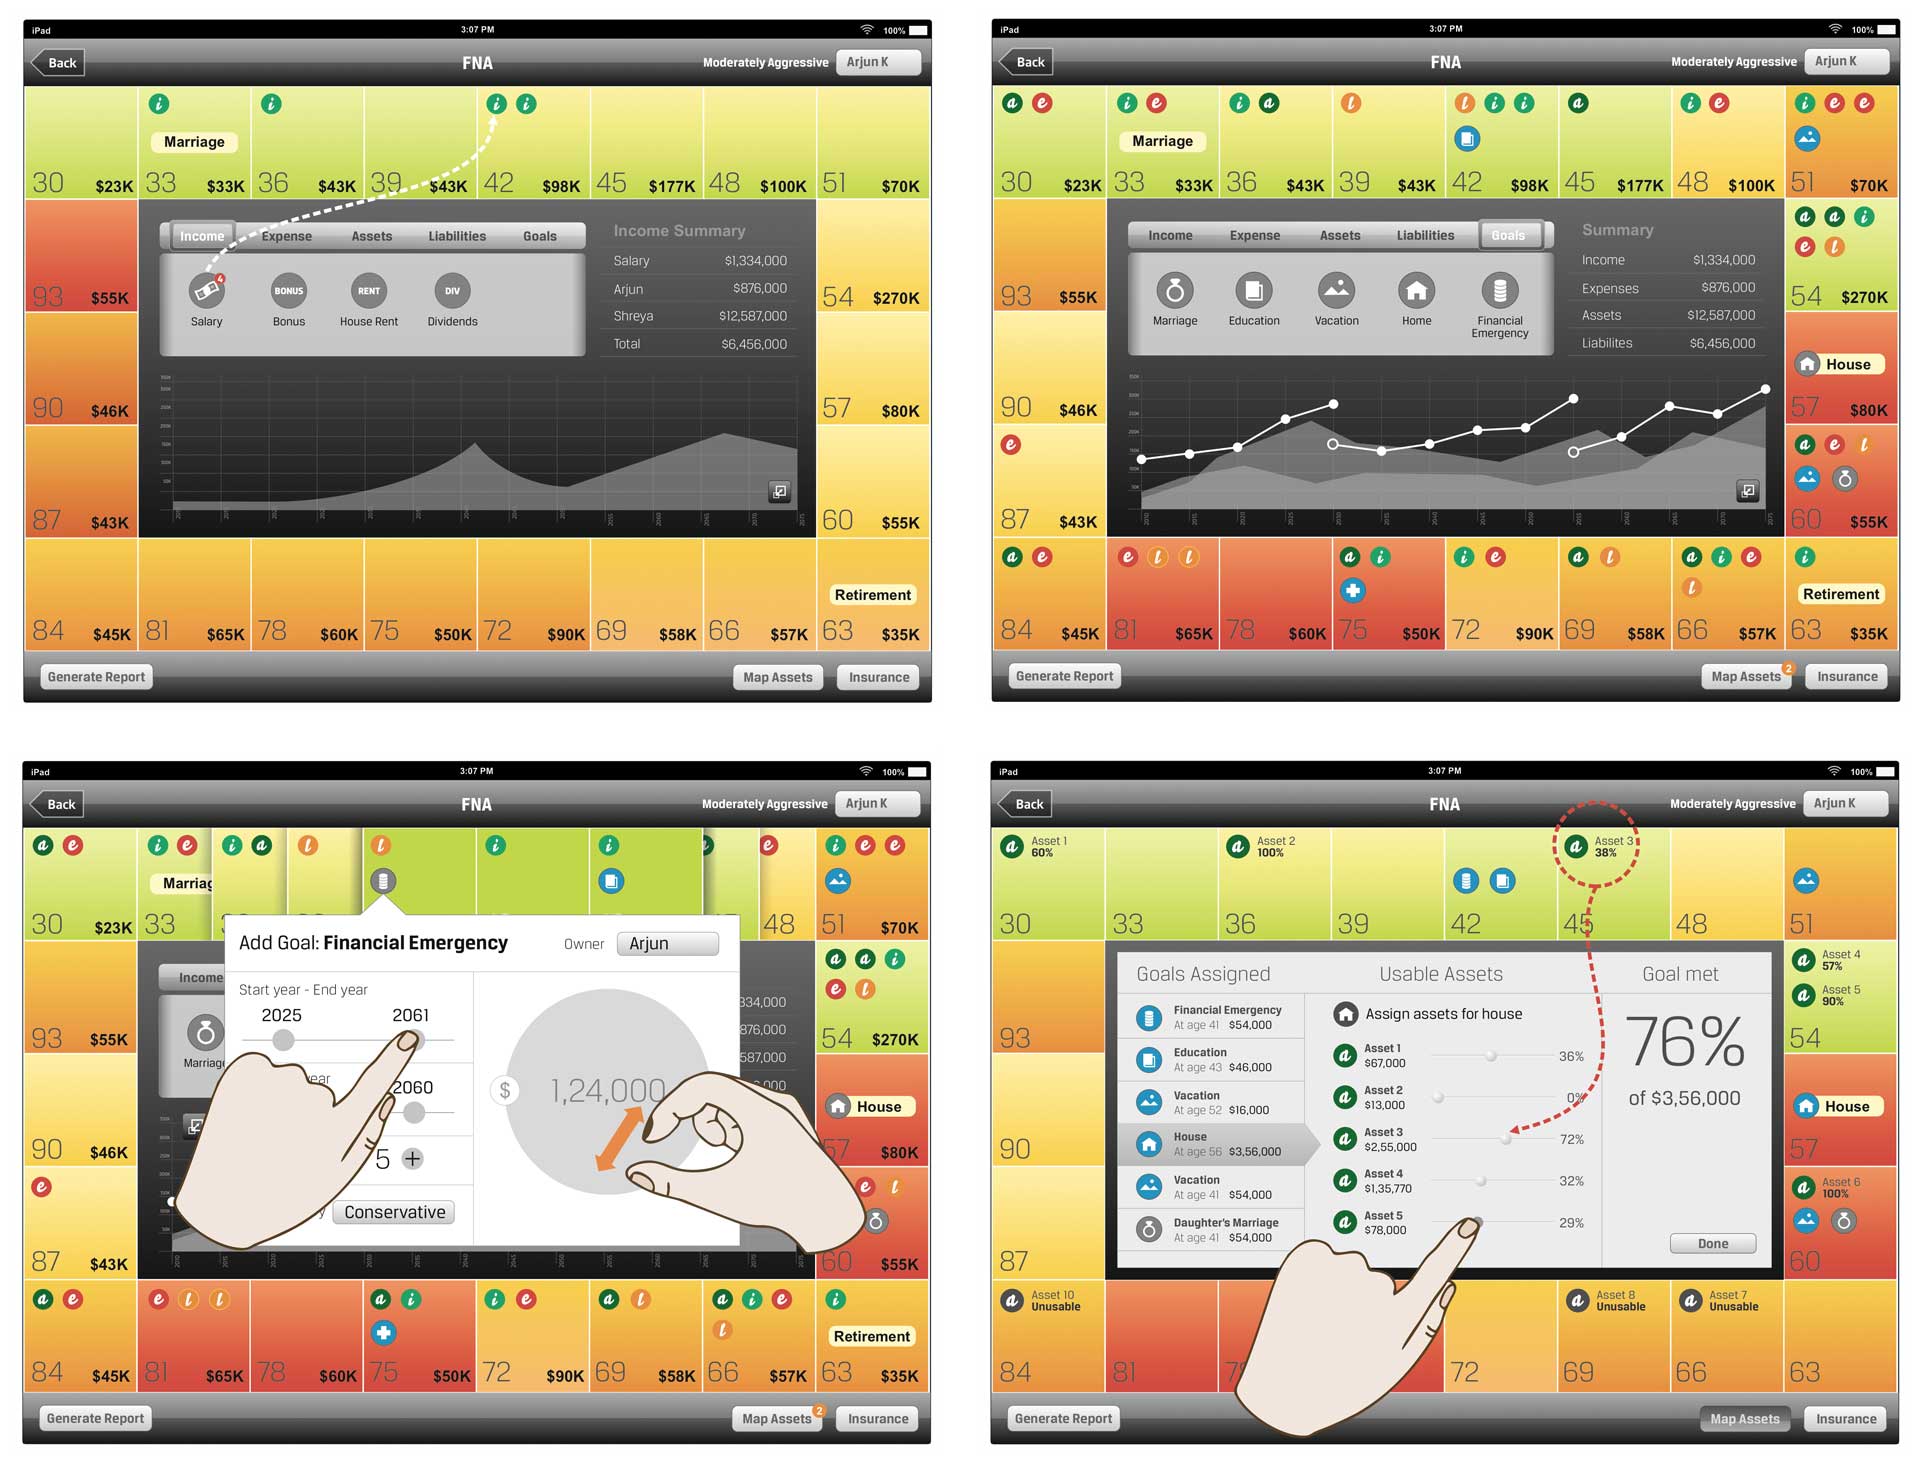 iPad 3:07 PM 100%
Back FNA Moderately Aggressive Arjun K
i i i i
Marriage
30 $23K 33 $33K 36 $43K 39 $43K 42 $98K 45 $177K 48 $100K 51 $70K
Income Expense Assets Liabilities Goals
Income Summary
Salary $1,334,000
Arjun $876,000
Shreya $12,587,000
Total $6,456,000
4
BONUS RENT DIV
Salary Bonus House Rent Dividends
93 $55K 54 $270K
90 $46K 57 $80K
87 $43K 60 $55K
Retirement
84 $45K 81 $65K 78 $60K 75 $50K 72 $90K 69 $58K 66 $57K 63 $35K
Generate Report Map Assets Insurance
iPad 3:07 PM 100%
Back FNA Moderately Aggressive Arjun K
a e i e i a l l i i a i e i e e
Marriage
30 $23K 33 $33K 36 $43K 39 $43K 42 $98K 45 $177K 48 $100K 51 $70K
Income Expense Assets Liabilities Goals
Summary
Income $1,334,000
Expenses $876,000
Assets $12,587,000
Liabilites $6,456,000
Marriage Education Vacation Home Financial
Emergency
a a i
e l
93 $55K 54 $270K
House
90 $46K 57 $80K
e a e l
87 $43K 60 $55K
2010 2015 2020 2025 2030 2035 2040 2045 2050 2055 2060 2065 2070 2075
a e e l l a i i e a l a i e i
l
Retirement
84 $45K 81 $65K 78 $60K 75 $50K 72 $90K 69 $58K 66 $57K 63 $35K
Generate Report Map Assets 2 Insurance
iPad 3:07 PM 100%
Back FNA Moderately Aggressive Arjun K
a e i e i a l l i i e i e e
Marriag
30 $23K 33 48 51 $70K
Add Goal: Financial Emergency Owner Arjun
Start year - End year
2025 2061
ear
2060
5 +
Conservative
$ 1,24,000
Income
Marriag
334,000
876,000
587,000
a a i
e l
93 $55K 54 $270K
House
90 $46K 57 $80K
e e l
87 $43K 60 $55K
a e e l l a i i e a l a i e i
l
Retirement
84 $45K 81 $65K 78 $60K 75 $50K 72 $90K 69 $58K 66 $57K 63 $35K
Generate Report Map Assets 2 Insurance
iPad 3:07 PM 100%
Back FNA Moderately Aggressive Arjun K
a Asset 1 a Asset 2 a Asset 3
60% 100% 38%
30 33 36 39 42 45 48 51
Goals Assigned
Financial Emergency
At age 41 $54,000
Education
At age 43 $46,000
Vacation
At age 52 $16,000
House
At age 56 $3,56,000
Vacation
At age 41 $54,000
Daughter's Marriage
At age 41 $54,000
Usable Assets
Assign assets for house
a Asset 1
$67,000 36%
a Asset 2
$13,000 0%
a Asset 3
$2,55,000 72%
a Asset 4
$1,35,770 32%
a Asset 5
$78,000 29%
Goal met
76%
of $3,56,000
Done
a Asset 4
57%
a Asset 5
90%
93 54
House
90 57
a Asset 6
100%
87 60
a Asset 10 a Asset 8 a Asset 7
Unusable Unusable Unusable
84 81 72 69 66 63
Generate Report Map Assets Insurance